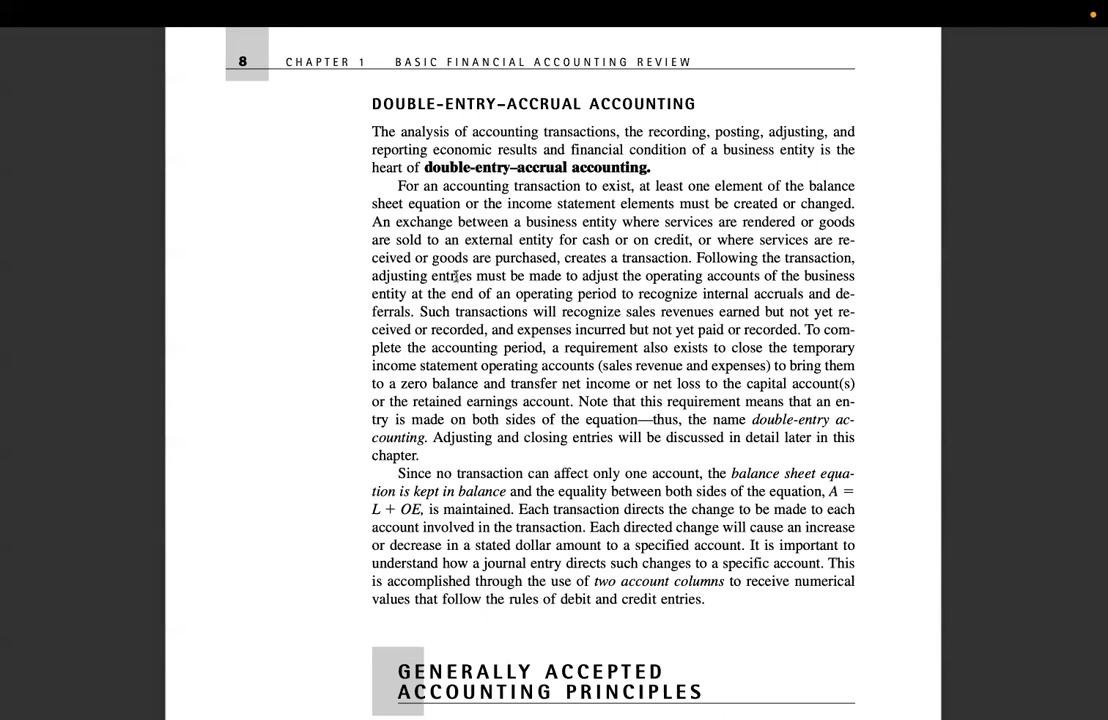 8 CHAPTER 1 BASIC FINANCIAL ACCOUNTING REVIEW
DOUBLE-ENTRY–ACCRUAL ACCOUNTING
The analysis of accounting transactions, the recording, posting, adjusting, and
reporting economic results and financial condition of a business entity is the
heart of double-entry–accrual accounting.
For an accounting transaction to exist, at least one element of the balance
sheet equation or the income statement elements must be created or changed.
An exchange between a business entity where services are rendered or goods
are sold to an external entity for cash or on credit, or where services are re-
ceived or goods are purchased, creates a transaction. Following the transaction,
adjusting entries must be made to adjust the operating accounts of the business
entity at the end of an operating period to recognize internal accruals and de-
ferrals. Such transactions will recognize sales revenues earned but not yet re-
ceived or recorded, and expenses incurred but not yet paid or recorded. To com-
plete the accounting period, a requirement also exists to close the temporary
income statement operating accounts (sales revenue and expenses) to bring them
to a zero balance and transfer net income or net loss to the capital account(s)
or the retained earnings account. Note that this requirement means that an en-
try is made on both sides of the equation—thus, the name double-entry ac-
counting. Adjusting and closing entries will be discussed in detail later in this
chapter.
Since no transaction can affect only one account, the balance sheet equa-
tion is kept in balance and the equality between both sides of the equation, A =
L + OE, is maintained. Each transaction directs the change to be made to each
account involved in the transaction. Each directed change will cause an increase
or decrease in a stated dollar amount to a specified account. It is important to
understand how a journal entry directs such changes to a specific account. This
is accomplished through the use of two account columns to receive numerical
values that follow the rules of debit and credit entries.
GENERALLY ACCEPTED
ACCOUNTING PRINCIPLES